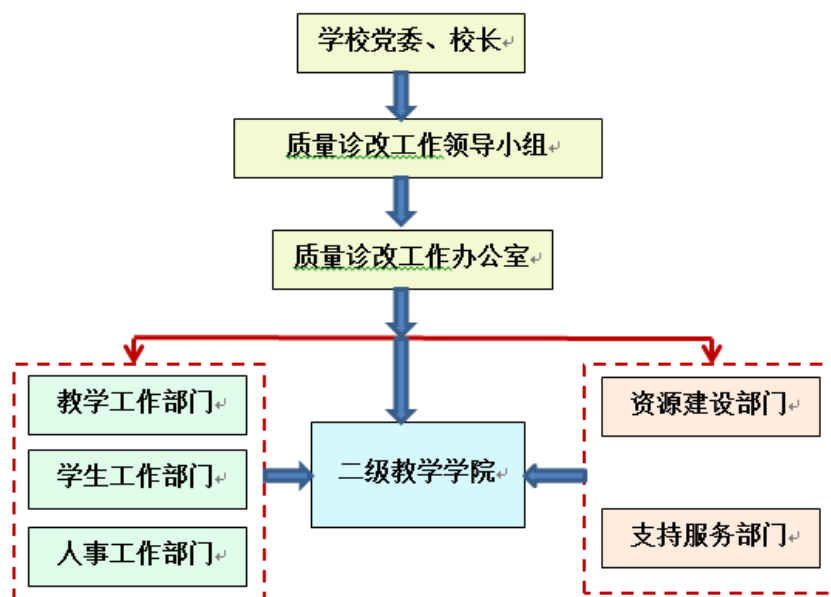 学校党委、校长
质量诊改工作领导小组
质量诊改工作办公室
教学工作部门
学生工作部门
人事工作部门
二级教学学院
资源建设部门
支持服务部门